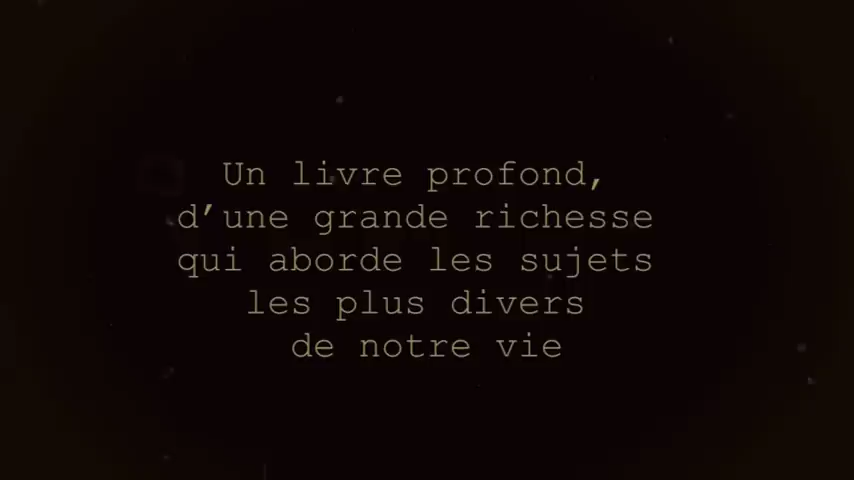 Un livre profond,
d’une grande richesse
qui aborde les sujets
les plus divers
de notre vie